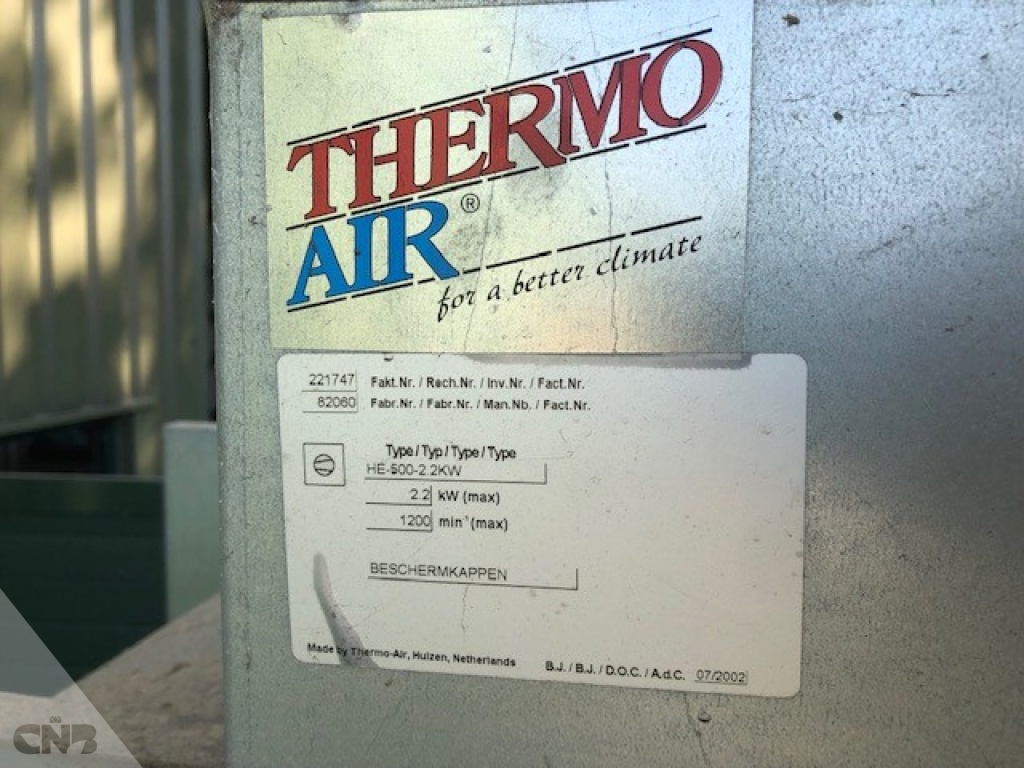 THERMO
AIR®
for a better climate
221747 Fakt.Nr. / Rech.Nr. / Inv.Nr. / Fact.Nr.
82060 Fabr.Nr. / Fabr.Nr. / Man.Nb. / Fact.Nr.
Type / Typ / Type / Type
HE-500-2.2KW
2.2 kW (max)
1200 min⁻¹ (max)
BESCHERMKAPPEN
Made by Thermo-Air, Huizen, Netherlands
B.J. / B.J. / D.O.C. / A.d.C. 07/2002
CNB